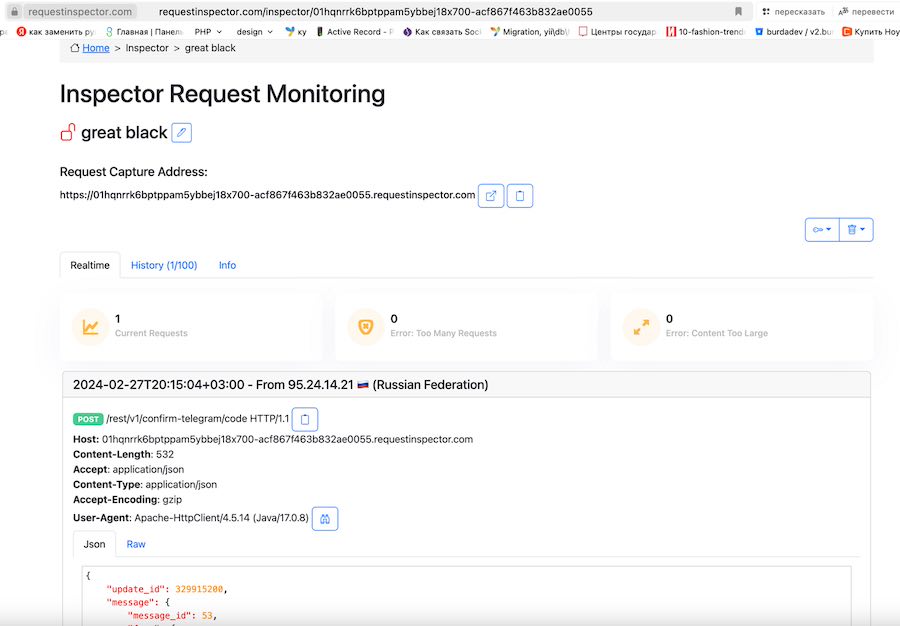 requestinspector.com requestinspector.com/inspector/01hqnrrk6bptppam5ybbej18x700-acf867f463b832ae0055 пересказать перевести
как заменить ру Главная | Панель PHP design ку Active Record - P Как связать Soci Migration, yii\db\ Центры государ 10-fashion-trend burdadev / v2.bur Купить Ноу
Home > Inspector > great black
Inspector Request Monitoring
great black
Request Capture Address:
https://01hqnrrk6bptppam5ybbej18x700-acf867f463b832ae0055.requestinspector.com
Realtime History (1/100) Info
1
Current Requests
0
Error: Too Many Requests
0
Error: Content Too Large
2024-02-27T20:15:04+03:00 - From 95.24.14.21 (Russian Federation)
POST /rest/v1/confirm-telegram/code HTTP/1.1
Host: 01hqnrrk6bptppam5ybbej18x700-acf867f463b832ae0055.requestinspector.com
Content-Length: 532
Accept: application/json
Content-Type: application/json
Accept-Encoding: gzip
User-Agent: Apache-HttpClient/4.5.14 (Java/17.0.8)
Json Raw
{
"update_id": 329915200,
"message": {
"message_id": 53,